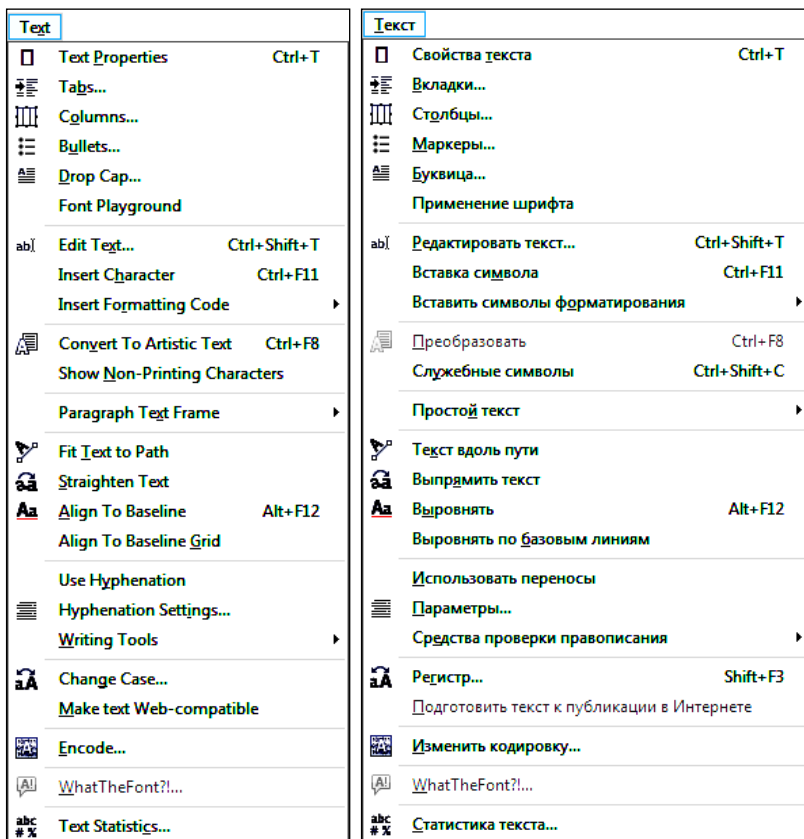 Text
Text Properties Ctrl+T
Tabs...
Columns...
Bullets...
Drop Cap...
Font Playground
Edit Text... Ctrl+Shift+T
Insert Character Ctrl+F11
Insert Formatting Code
Convert To Artistic Text Ctrl+F8
Show Non-Printing Characters
Paragraph Text Frame
Fit Text to Path
Straighten Text
Align To Baseline Alt+F12
Align To Baseline Grid
Use Hyphenation
Hyphenation Settings...
Writing Tools
Change Case...
Make text Web-compatible
Encode...
WhatTheFont?!...
Text Statistics...
Текст
Свойства текста Ctrl+T
Вкладки...
Столбцы...
Маркеры...
Буквица...
Применение шрифта
Редактировать текст... Ctrl+Shift+T
Вставка символа Ctrl+F11
Вставить символы форматирования
Преобразовать Ctrl+F8
Служебные символы Ctrl+Shift+C
Простой текст
Текст вдоль пути
Выпрямить текст
Выровнять Alt+F12
Выровнять по базовым линиям
Использовать переносы
Параметры...
Средства проверки правописания
Регистр... Shift+F3
Подготовить текст к публикации в Интернете
Изменить кодировку...
WhatTheFont?!...
Статистика текста...